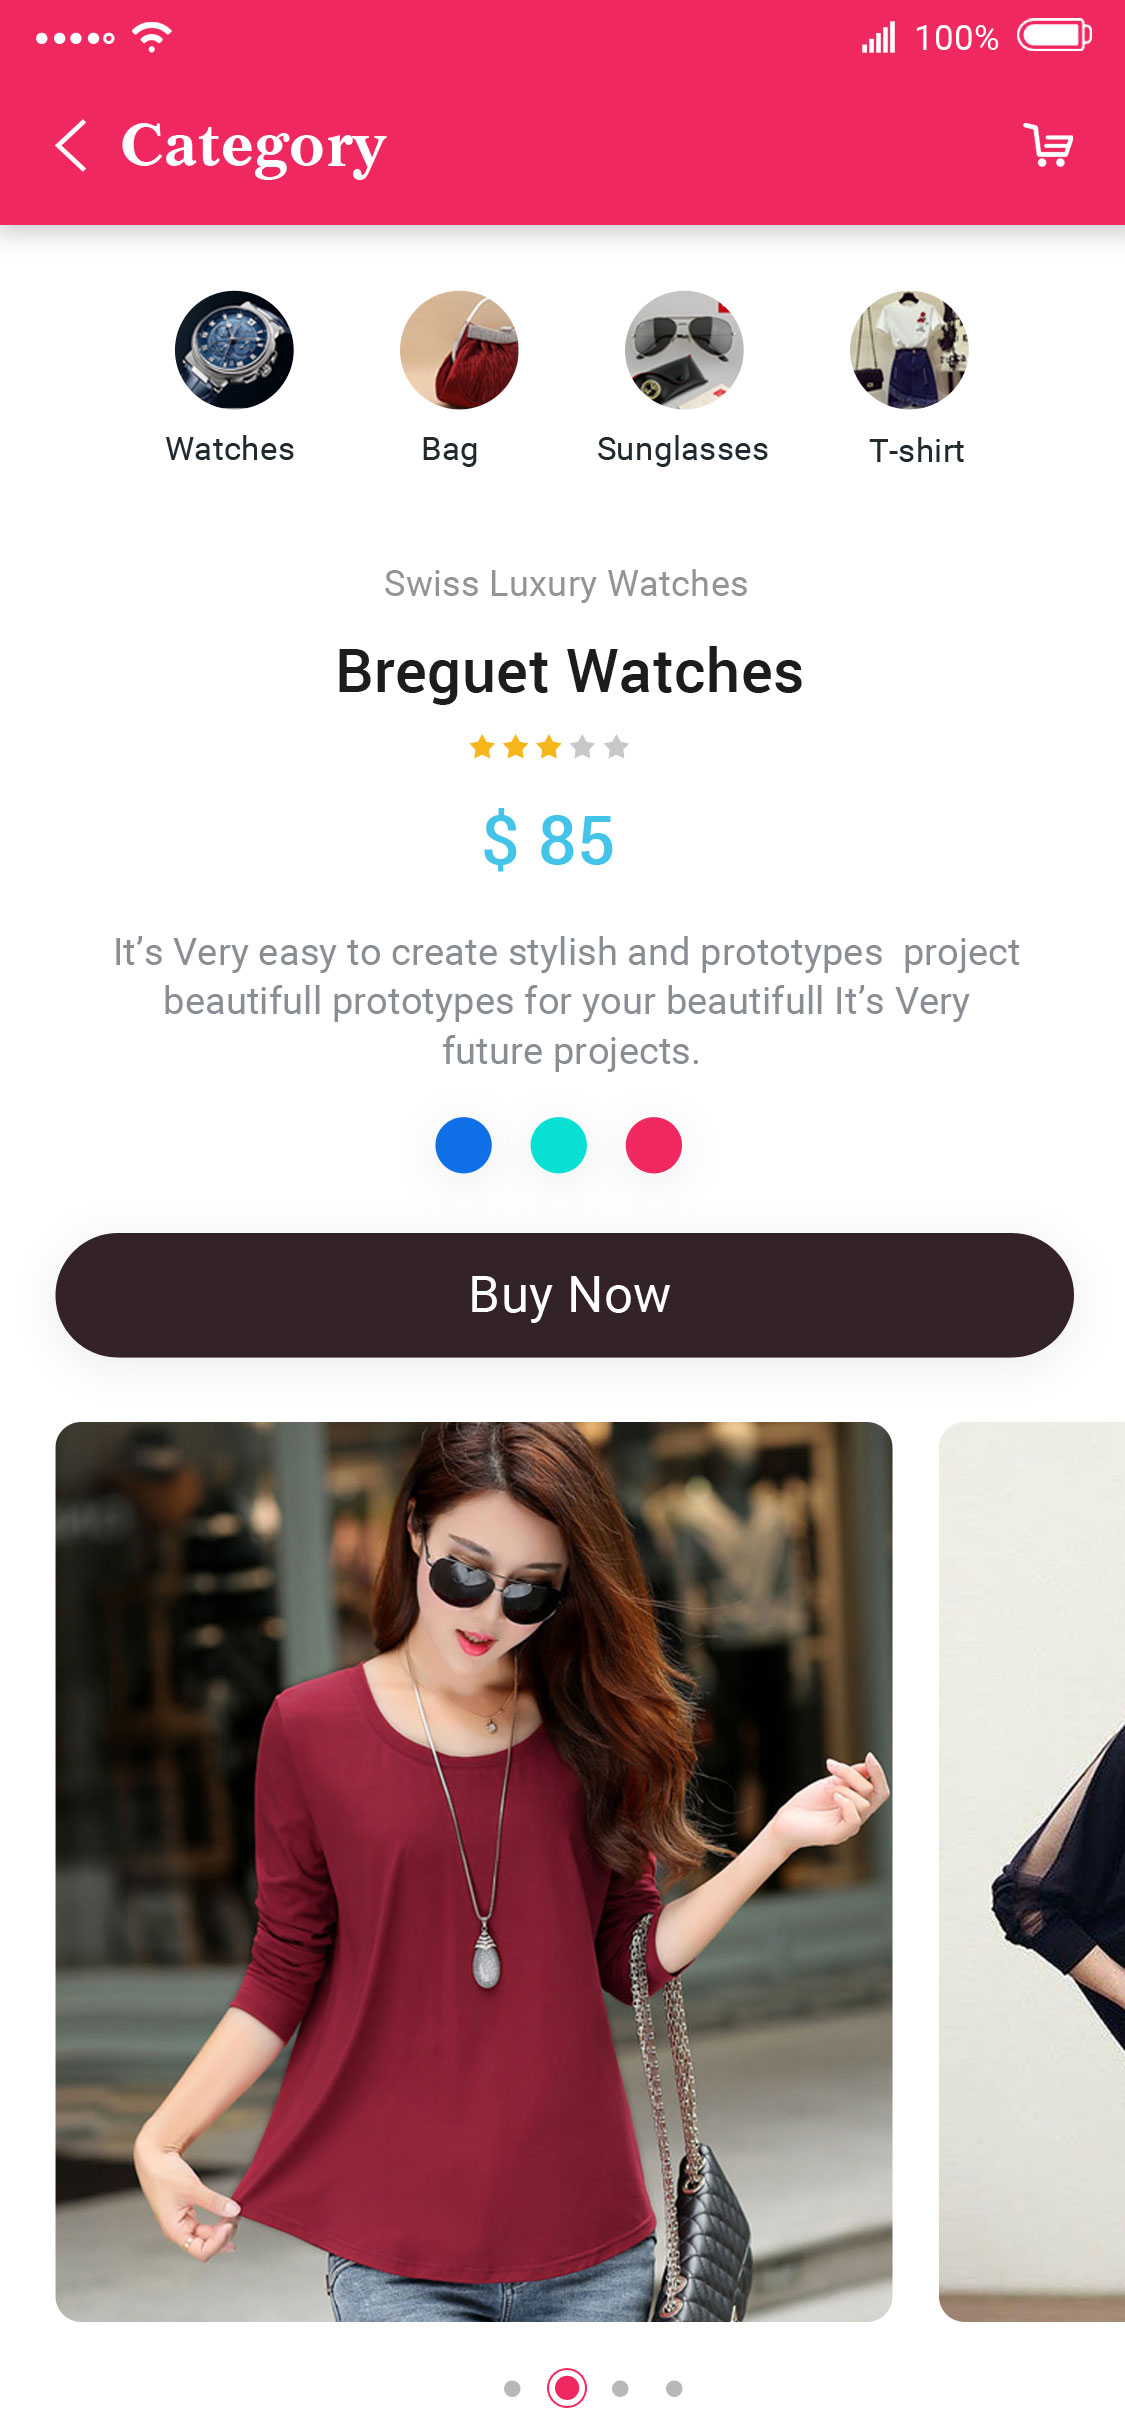 100%
Category
Watches
Bag
Sunglasses
T-shirt
Swiss Luxury Watches
Breguet Watches
$ 85
It’s Very easy to create stylish and prototypes  project
beautifull prototypes for your beautifull It’s Very
future projects.
Buy Now